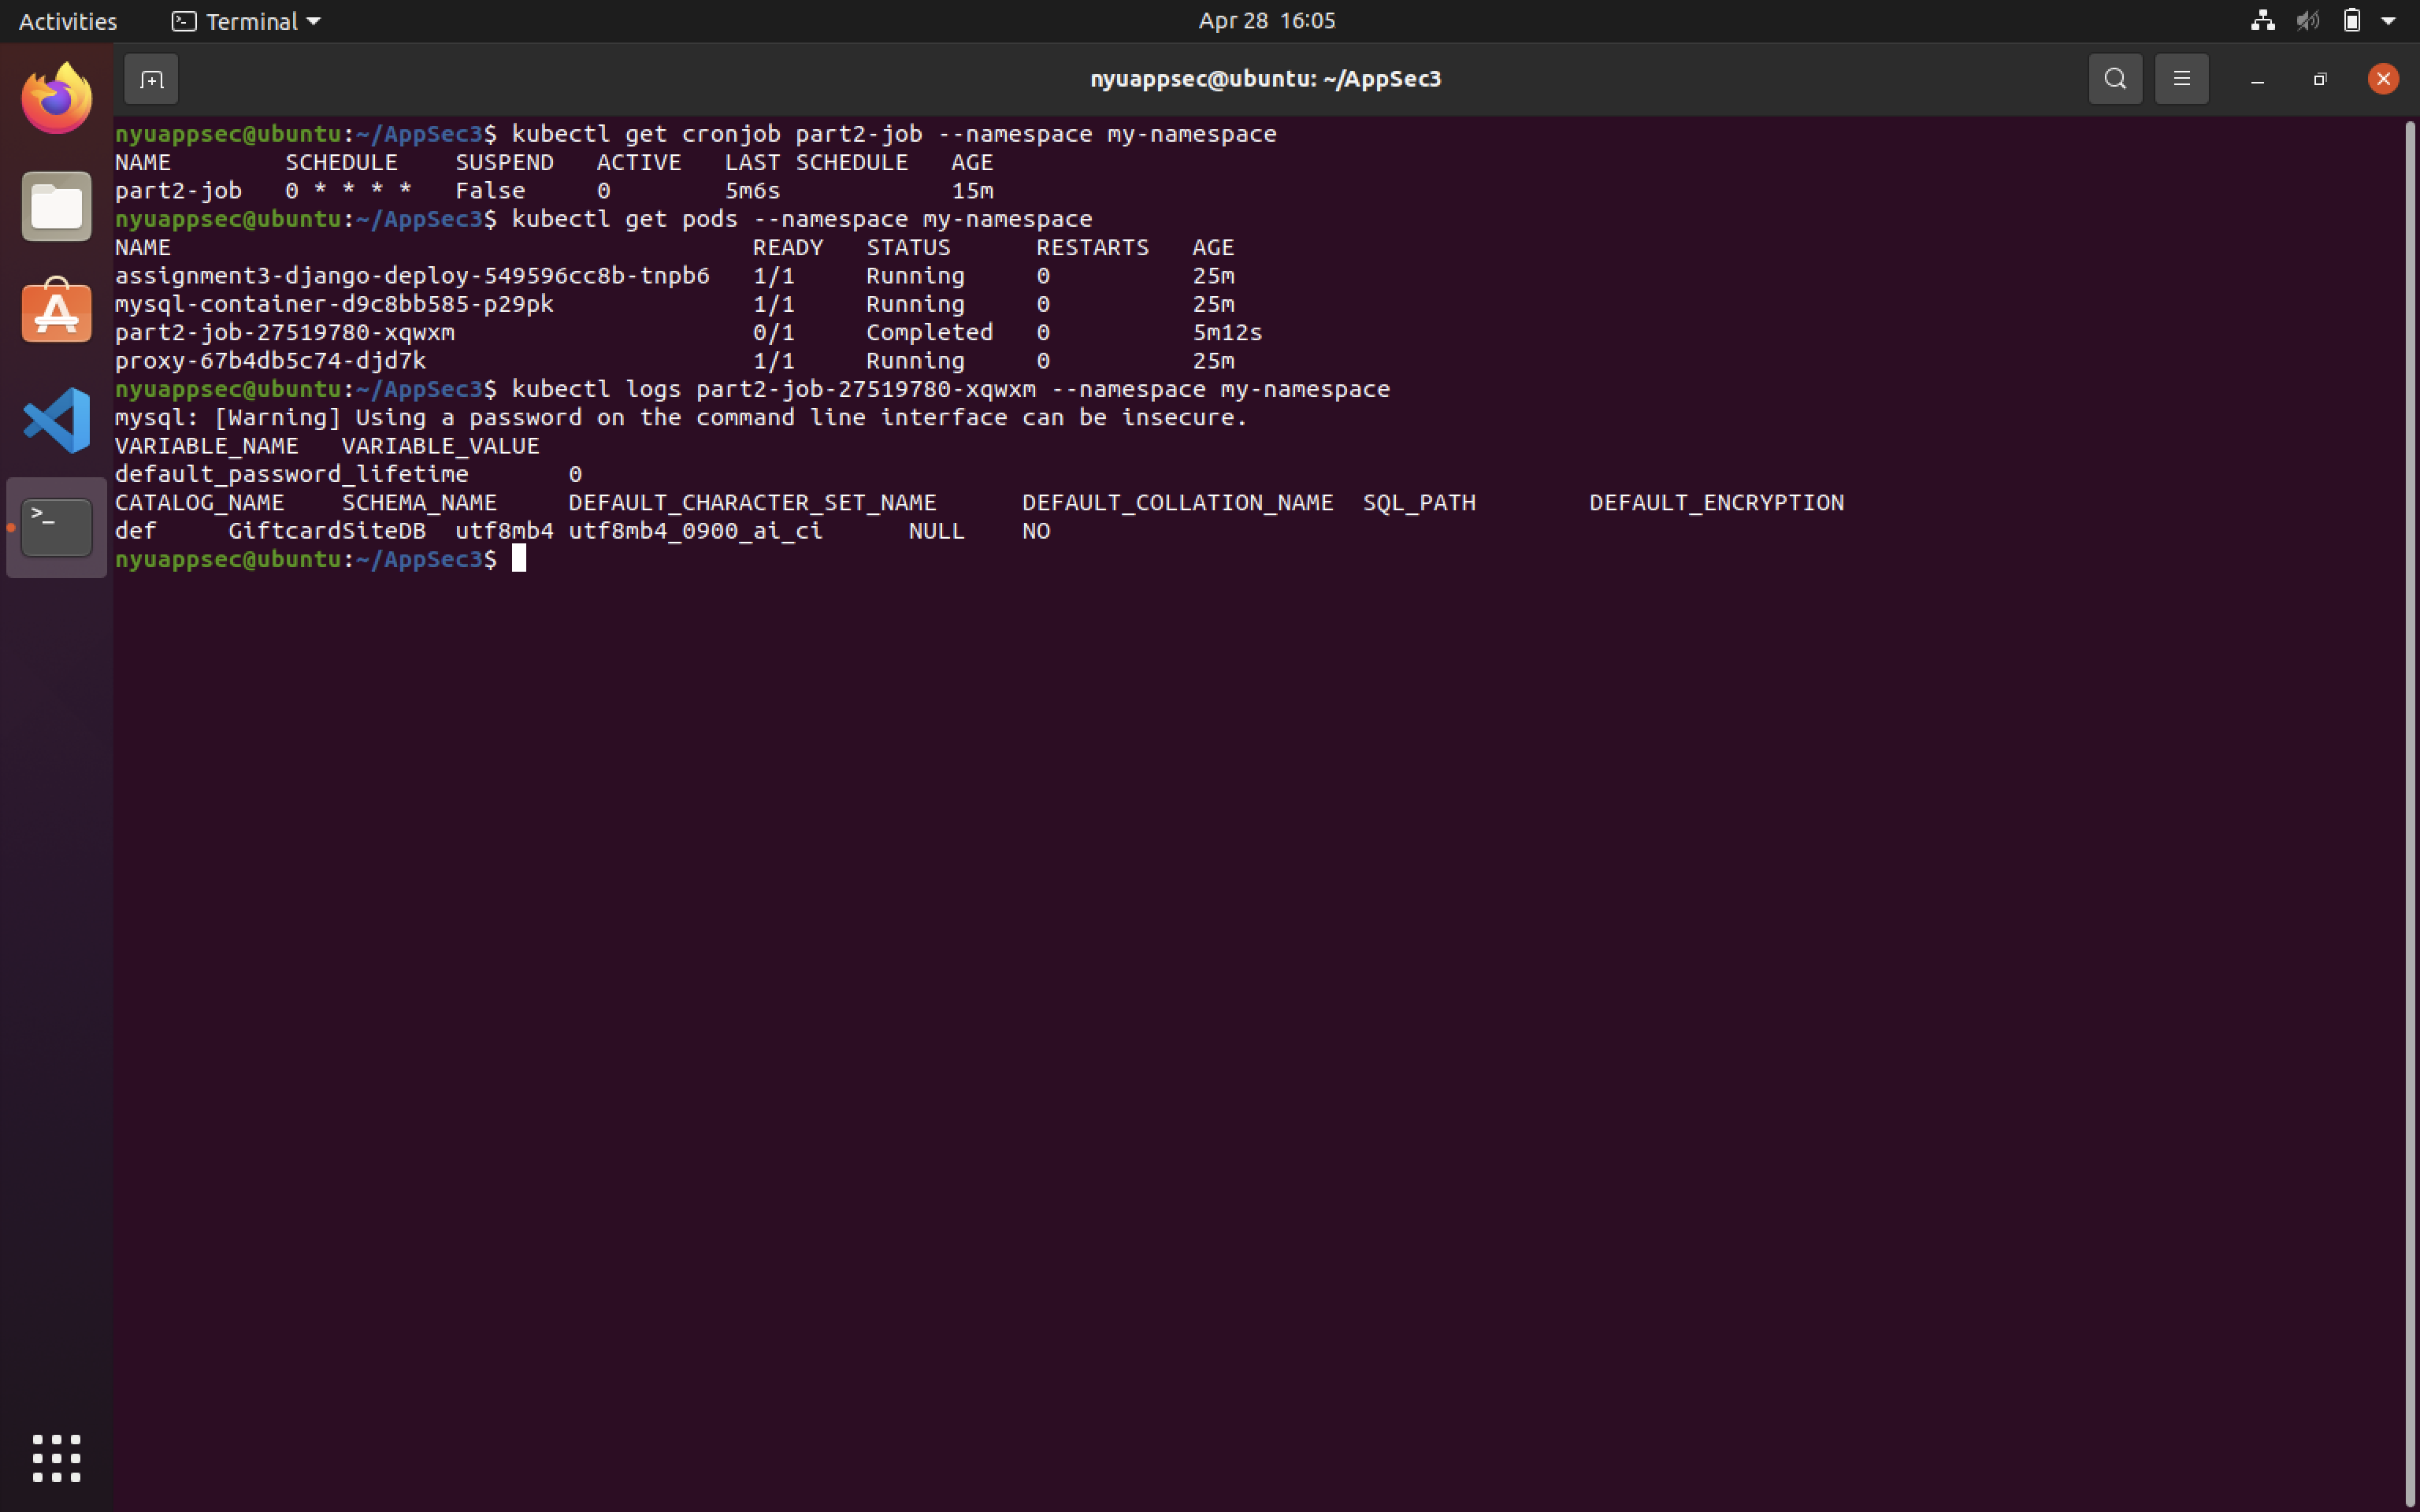 Activities Terminal Apr 28 16:05
nyuappsec@ubuntu: ~/AppSec3
nyuappsec@ubuntu:~/AppSec3$ kubectl get cronjob part2-job --namespace my-namespace
NAME        SCHEDULE    SUSPEND   ACTIVE   LAST SCHEDULE   AGE
part2-job   0 * * * *   False     0        5m6s            15m
nyuappsec@ubuntu:~/AppSec3$ kubectl get pods --namespace my-namespace
NAME                                         READY   STATUS      RESTARTS   AGE
assignment3-django-deploy-549596cc8b-tnpb6   1/1     Running     0          25m
mysql-container-d9c8bb585-p29pk              1/1     Running     0          25m
part2-job-27519780-xqwxm                     0/1     Completed   0          5m12s
proxy-67b4db5c74-djd7k                       1/1     Running     0          25m
nyuappsec@ubuntu:~/AppSec3$ kubectl logs part2-job-27519780-xqwxm --namespace my-namespace
mysql: [Warning] Using a password on the command line interface can be insecure.
VARIABLE_NAME   VARIABLE_VALUE
default_password_lifetime       0
CATALOG_NAME    SCHEMA_NAME     DEFAULT_CHARACTER_SET_NAME      DEFAULT_COLLATION_NAME  SQL_PATH        DEFAULT_ENCRYPTION
def     GiftcardSiteDB  utf8mb4 utf8mb4_0900_ai_ci      NULL    NO
nyuappsec@ubuntu:~/AppSec3$